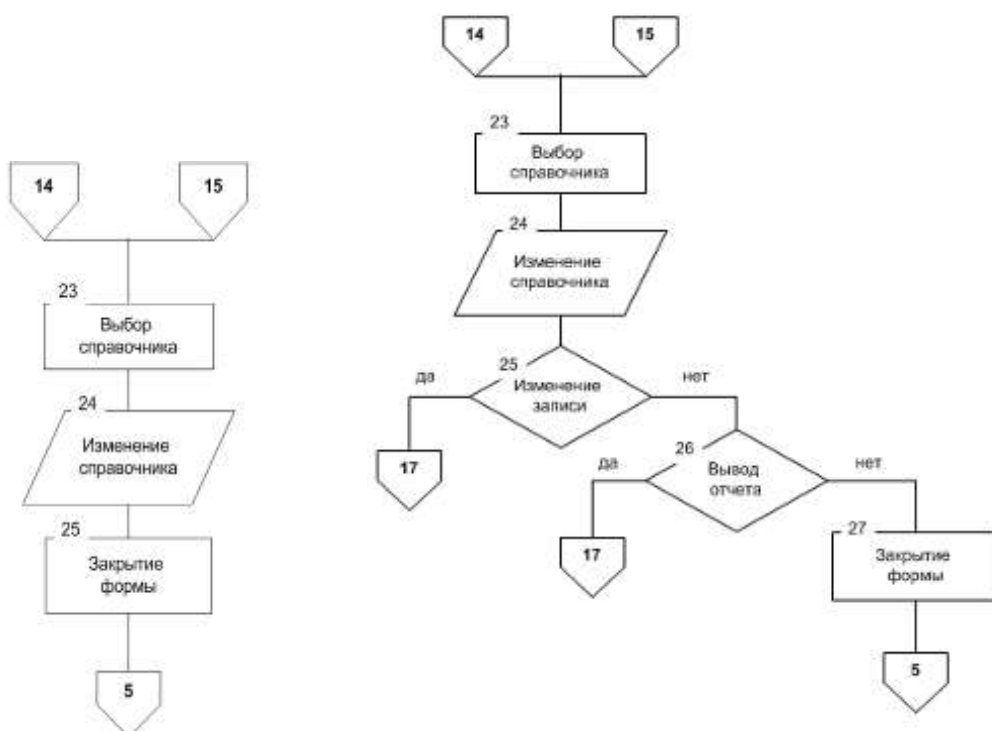 14
15
23
Выбор
справочника
24
Изменение
справочника
25
Закрытие
формы
5
14
15
23
Выбор
справочника
24
Изменение
справочника
да
25
Изменение
записи
нет
17
да
26
Вывод
отчета
нет
17
27
Закрытие
формы
5